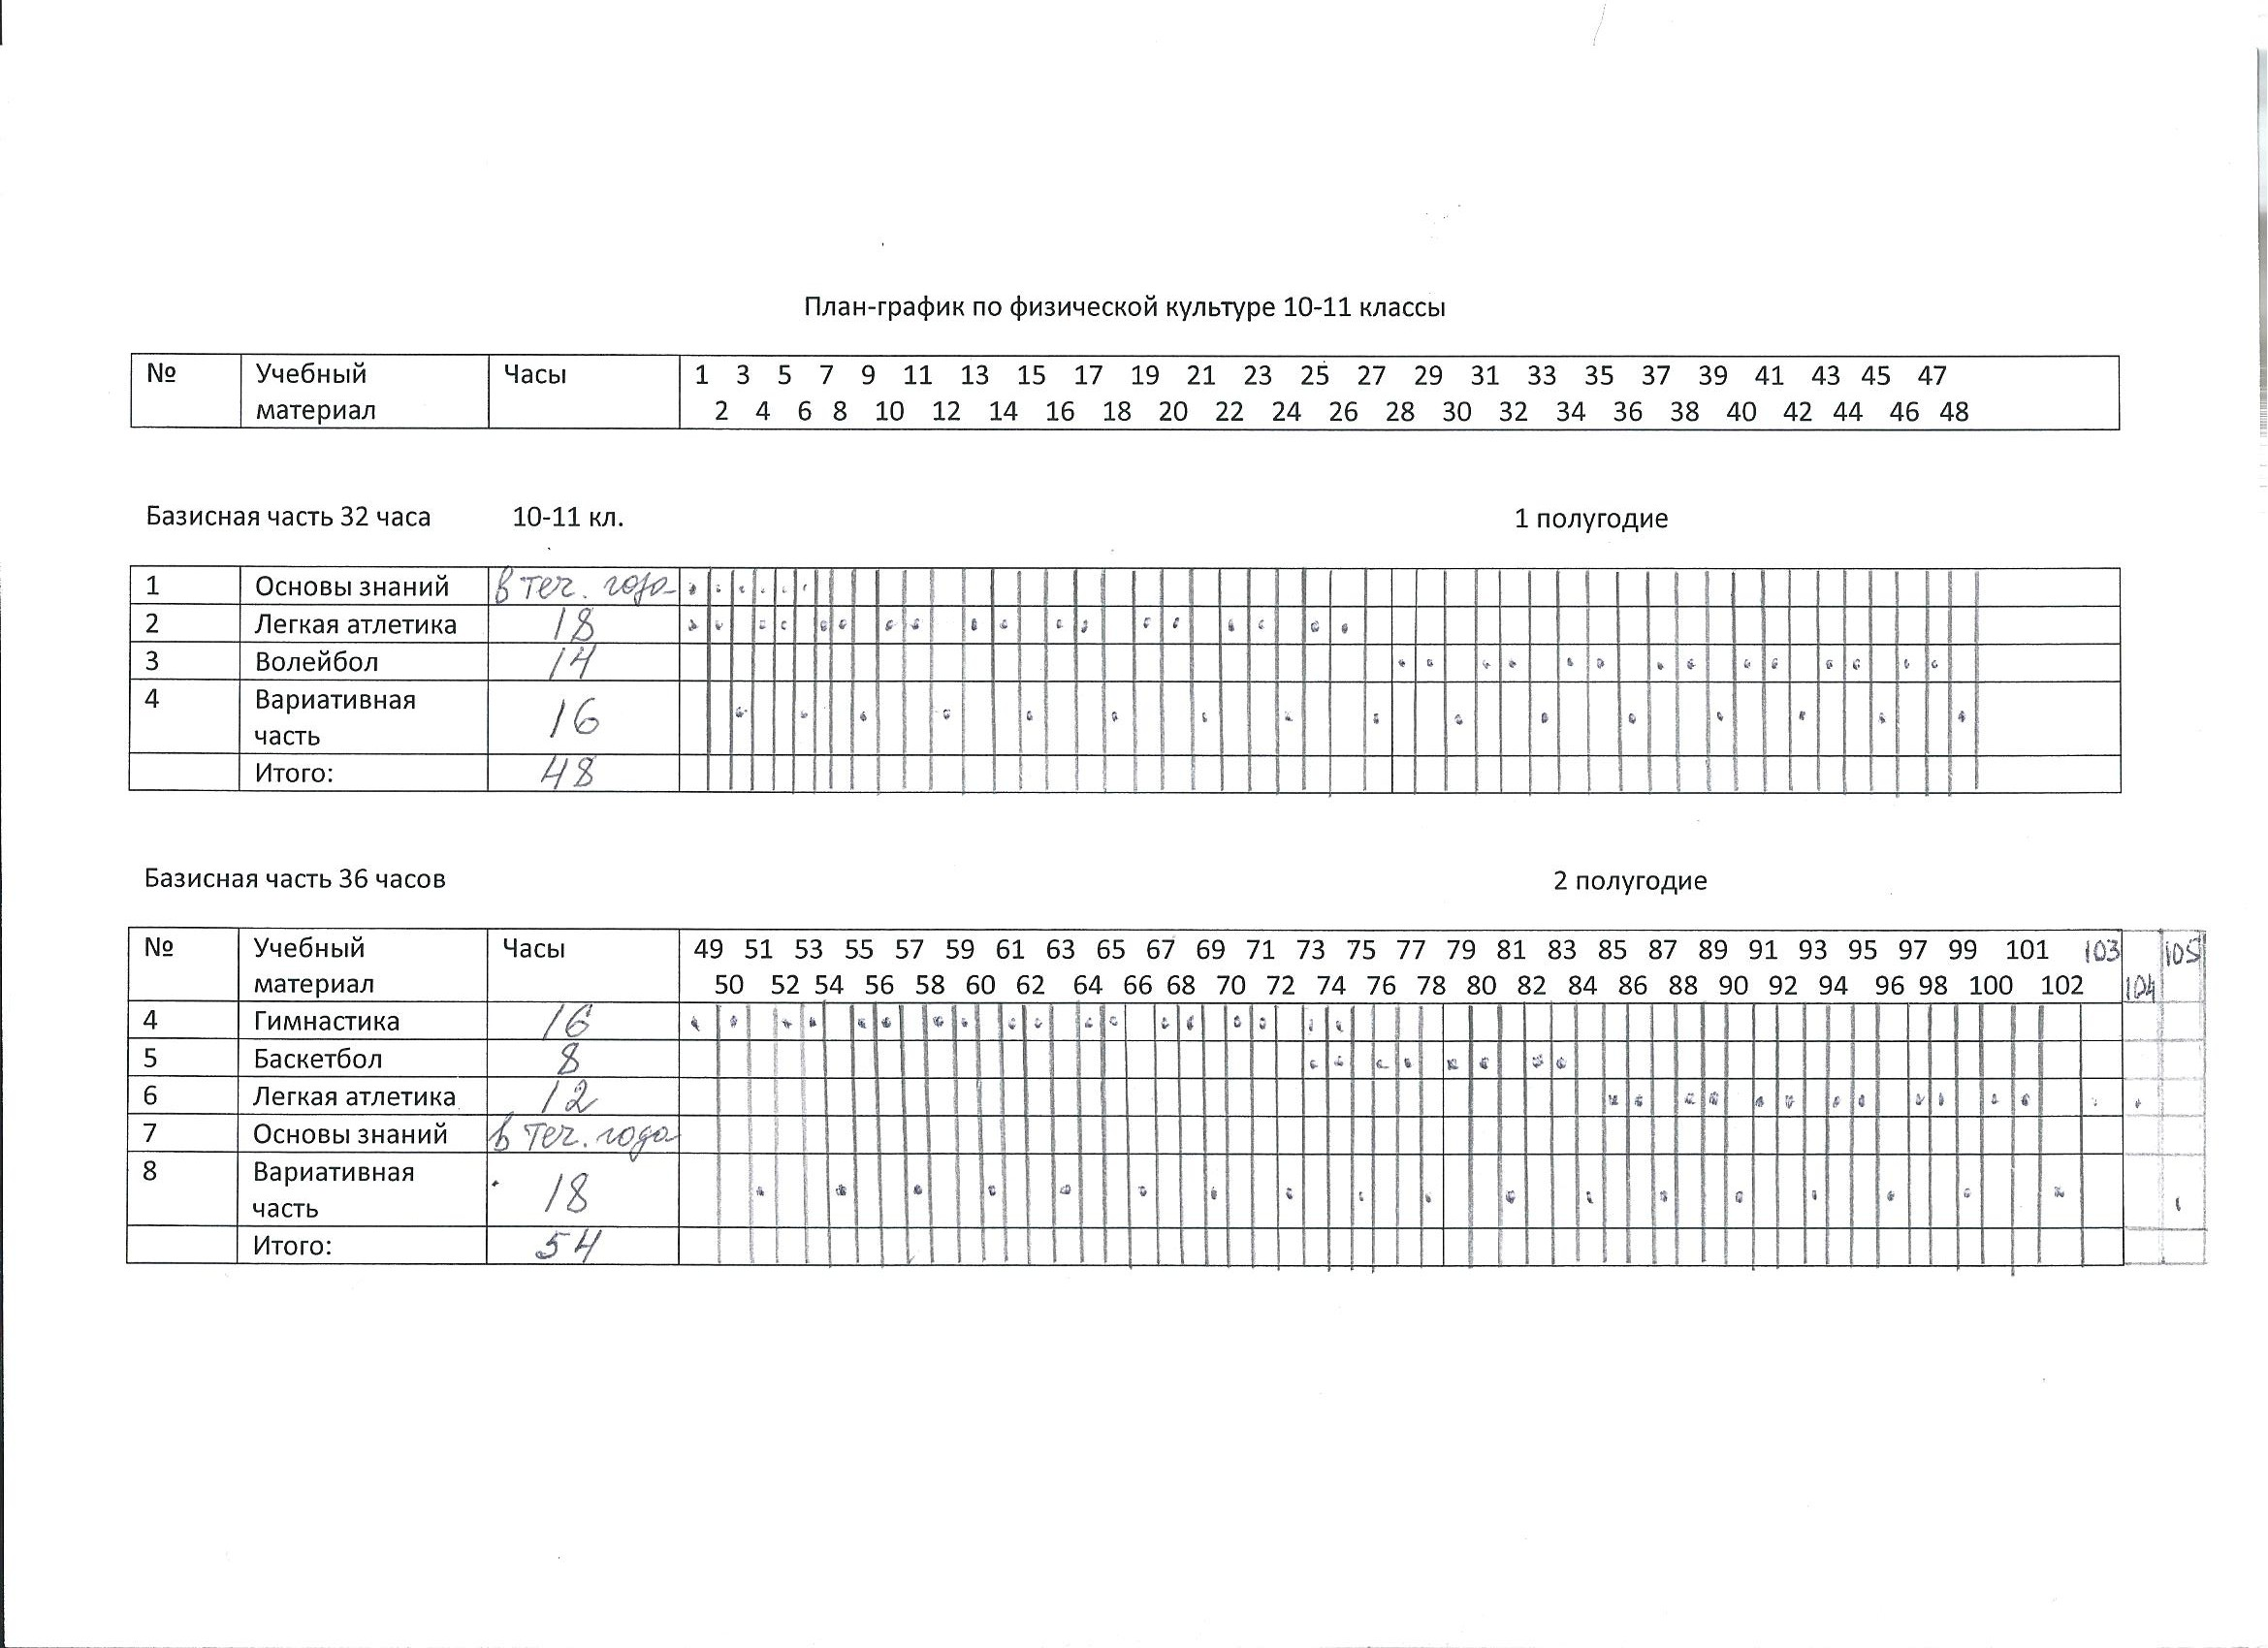 План-график по физической культуре 10-11 классы
№ Учебный Часы 1 3 5 7 9 11 13 15 17 19 21 23 25 27 29 31 33 35 37 39 41 43 45 47
материал 2 4 6 8 10 12 14 16 18 20 22 24 26 28 30 32 34 36 38 40 42 44 46 48
Базисная часть 32 часа 10-11 кл. 1 полугодие
1 Основы знаний в теч. года
2 Легкая атлетика 18
3 Волейбол 14
4 Вариативная
часть 16
Итого: 48
Базисная часть 36 часов 2 полугодие
№ Учебный Часы 49 51 53 55 57 59 61 63 65 67 69 71 73 75 77 79 81 83 85 87 89 91 93 95 97 99 101 103 105
материал 50 52 54 56 58 60 62 64 66 68 70 72 74 76 78 80 82 84 86 88 90 92 94 96 98 100 102 104
4 Гимнастика 16
5 Баскетбол 8
6 Легкая атлетика 12
7 Основы знаний в теч. года
8 Вариативная
часть 18
Итого: 54